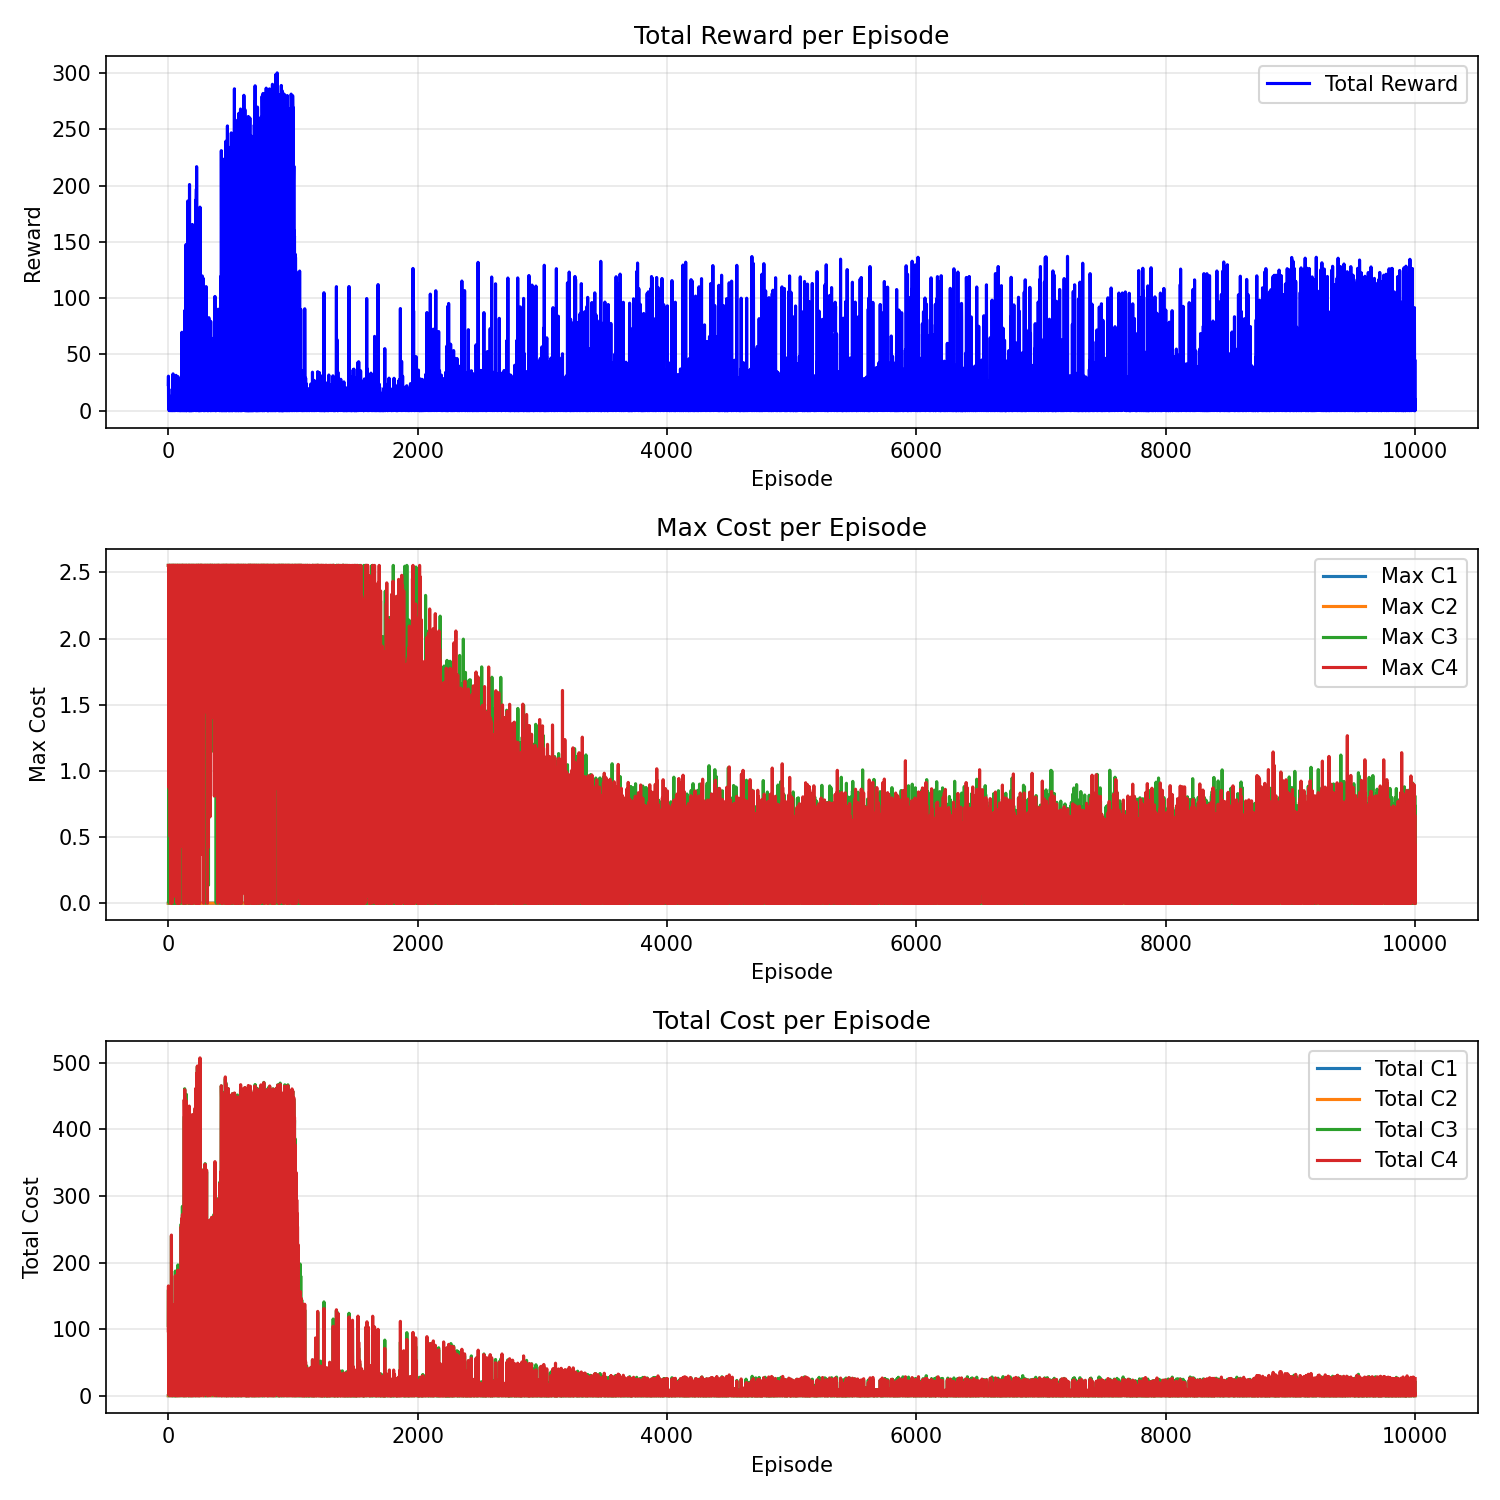 Total Reward per Episode
300
250
200
150
100
50
0
Reward
Total Reward
0 2000 4000 6000 8000 10000
Episode
Max Cost per Episode
2.5
2.0
1.5
1.0
0.5
0.0
Max Cost
Max C1
Max C2
Max C3
Max C4
0 2000 4000 6000 8000 10000
Episode
Total Cost per Episode
500
400
300
200
100
0
Total Cost
Total C1
Total C2
Total C3
Total C4
0 2000 4000 6000 8000 10000
Episode